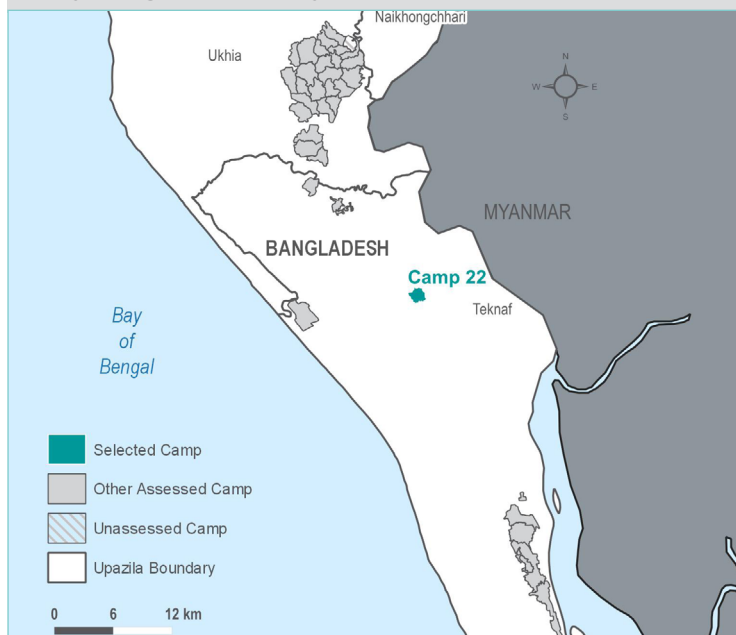 Naikhongchhari
Ukhia
N
W
E
S
MYANMAR
BANGLADESH
Camp 22
Teknaf
Bay
of
Bengal
Selected Camp
Other Assessed Camp
Unassessed Camp
Upazila Boundary
0 6 12 km